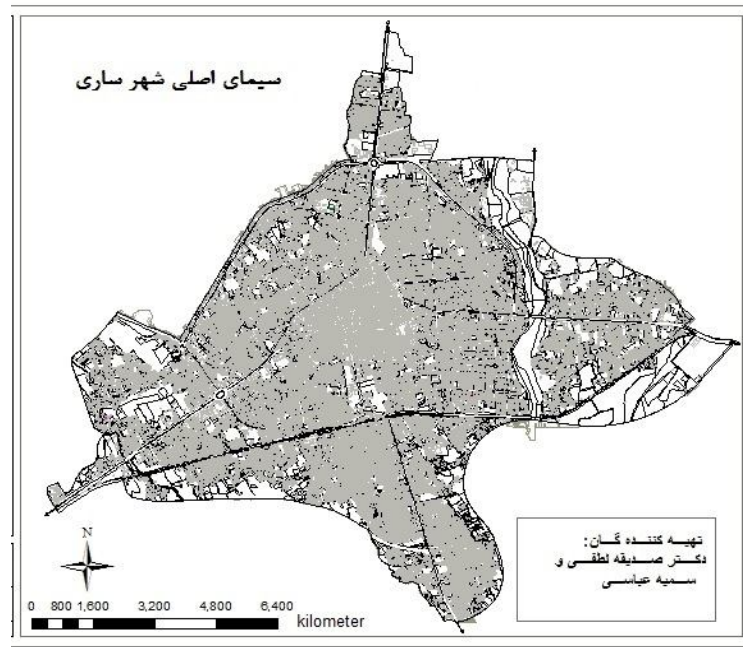 سیمای اصلی شهر ساری
تهیه کننده گان:
دکتر صدیقه لطفی و
سمیه عباسی
N
0 800 1,600 3,200 4,800 6,400
kilometer